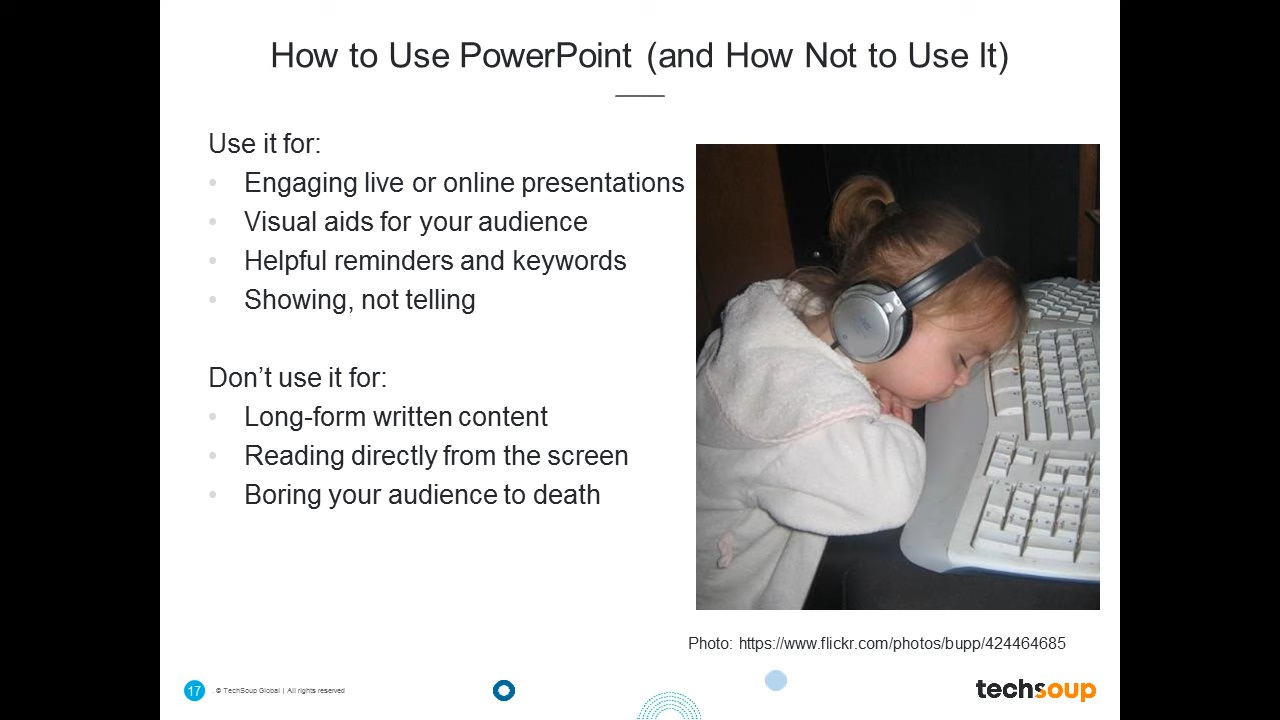 How to Use PowerPoint (and How Not to Use It)
Use it for:
• Engaging live or online presentations
• Visual aids for your audience
• Helpful reminders and keywords
• Showing, not telling
Don’t use it for:
• Long-form written content
• Reading directly from the screen
• Boring your audience to death
Photo: https://www.flickr.com/photos/bupp/424464685
17 . © TechSoup Global | All rights reserved
techsoup